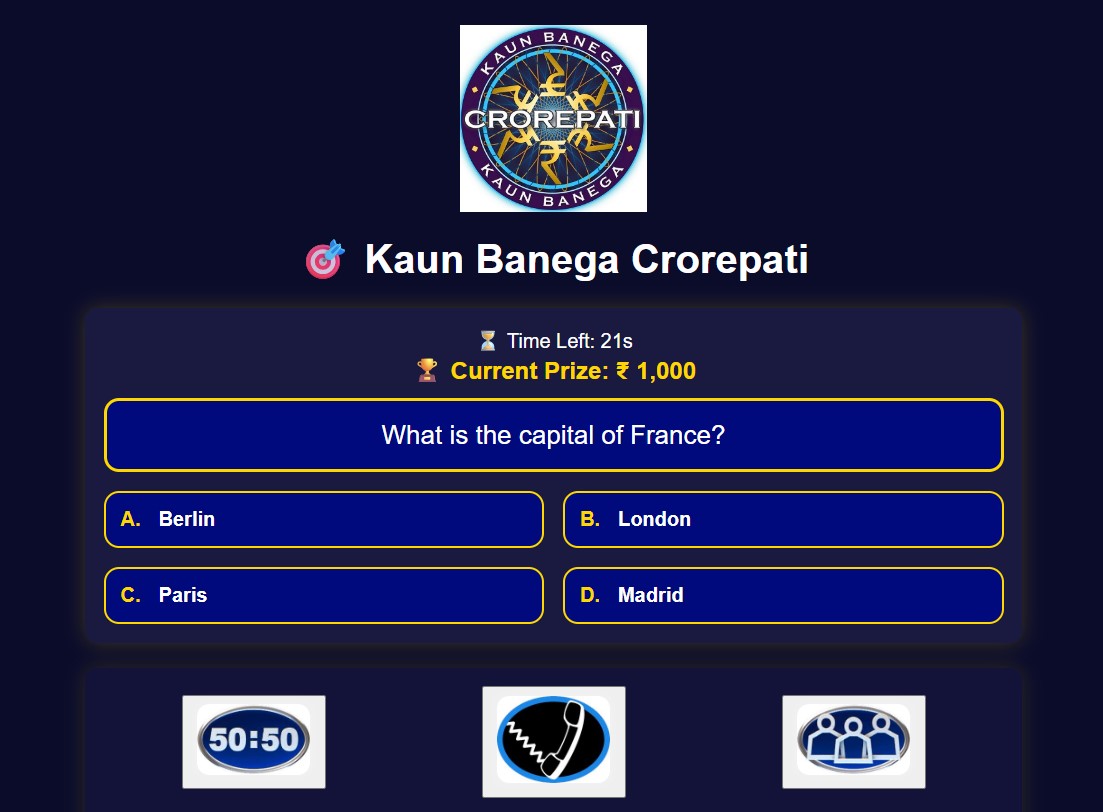 KAUN BANEGA
CROREPATI
KAUN BANEGA
🎯 Kaun Banega Crorepati
⏳ Time Left: 21s
🏆 Current Prize: ₹ 1,000
What is the capital of France?
A. Berlin
B. London
C. Paris
D. Madrid
50:50